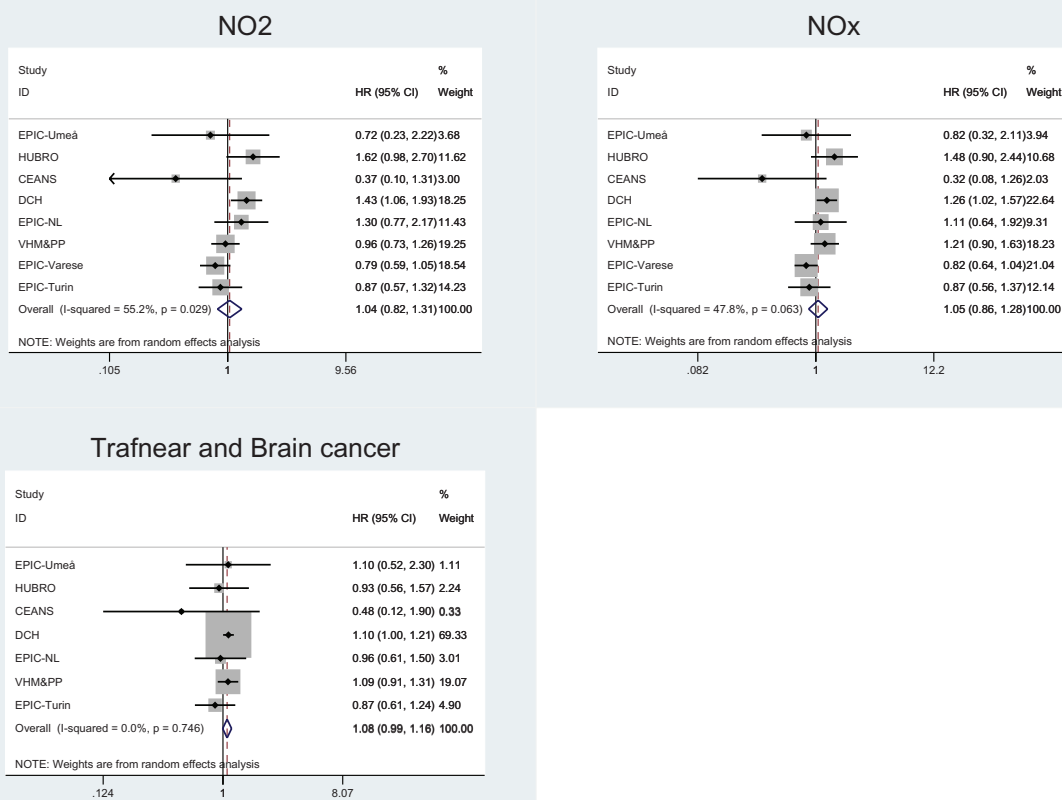 NO2
Study %
ID HR (95% CI) Weight
EPIC-Umeå 0.72 (0.23, 2.22) 3.68
HUBRO 1.62 (0.98, 2.70) 11.62
CEANS 0.37 (0.10, 1.31) 3.00
DCH 1.43 (1.06, 1.93) 18.25
EPIC-NL 1.30 (0.77, 2.17) 11.43
VHM&PP 0.96 (0.73, 1.26) 19.25
EPIC-Varese 0.79 (0.59, 1.05) 18.54
EPIC-Turin 0.87 (0.57, 1.32) 14.23
Overall (I-squared = 55.2%, p = 0.029) 1.04 (0.82, 1.31) 100.00
NOTE: Weights are from random effects analysis
.105 1 9.56
NOx
Study %
ID HR (95% CI) Weight
EPIC-Umeå 0.82 (0.32, 2.11) 3.94
HUBRO 1.48 (0.90, 2.44) 10.68
CEANS 0.32 (0.08, 1.26) 2.03
DCH 1.26 (1.02, 1.57) 22.64
EPIC-NL 1.11 (0.64, 1.92) 9.31
VHM&PP 1.21 (0.90, 1.63) 18.23
EPIC-Varese 0.82 (0.64, 1.04) 21.04
EPIC-Turin 0.87 (0.56, 1.37) 12.14
Overall (I-squared = 47.8%, p = 0.063) 1.05 (0.86, 1.28) 100.00
NOTE: Weights are from random effects analysis
.082 1 12.2
Trafnear and Brain cancer
Study %
ID HR (95% CI) Weight
EPIC-Umeå 1.10 (0.52, 2.30) 1.11
HUBRO 0.93 (0.56, 1.57) 2.24
CEANS 0.48 (0.12, 1.90) 0.33
DCH 1.10 (1.00, 1.21) 69.33
EPIC-NL 0.96 (0.61, 1.50) 3.01
VHM&PP 1.09 (0.91, 1.31) 19.07
EPIC-Turin 0.87 (0.61, 1.24) 4.90
Overall (I-squared = 0.0%, p = 0.746) 1.08 (0.99, 1.16) 100.00
NOTE: Weights are from random effects analysis
.124 1 8.07